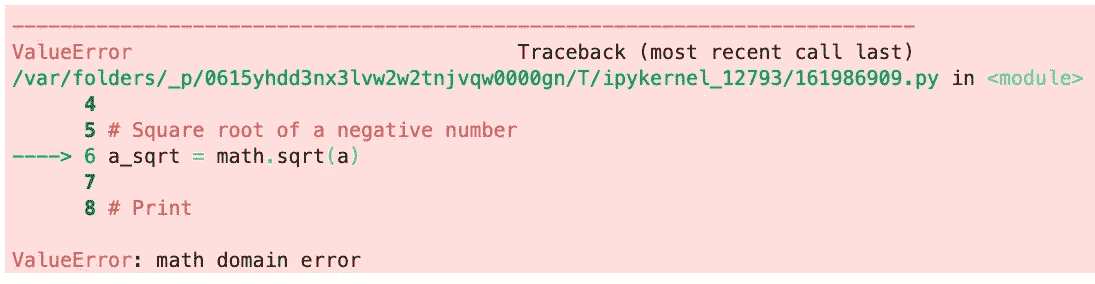 ---------------------------------------------------------------------------
ValueError                                Traceback (most recent call last)
/var/folders/_p/0615yhdd3nx3lvw2w2tnjvqw0000gn/T/ipykernel_12793/161986909.py in <module>
      4
      5 # Square root of a negative number
----> 6 a_sqrt = math.sqrt(a)
      7
      8 # Print

ValueError: math domain error